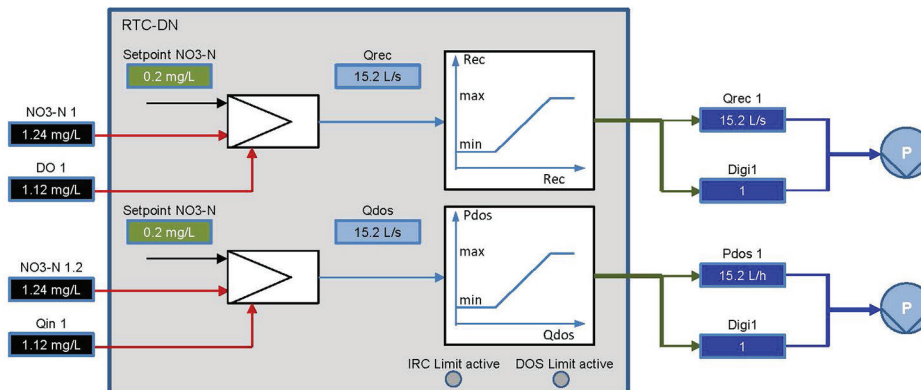 RTC-DN
Setpoint NO3-N
0.2 mg/L
Qrec
15.2 L/s
Rec
max
min
Rec
NO3-N 1
1.24 mg/L
DO 1
1.12 mg/L
Qrec 1
15.2 L/s
Digi1
1
P
Setpoint NO3-N
0.2 mg/L
Qdos
15.2 L/s
Pdos
max
min
Qdos
NO3-N 1.2
1.24 mg/L
Qin 1
1.12 mg/L
Pdos 1
15.2 L/h
Digi1
1
P
IRC Limit active
DOS Limit active